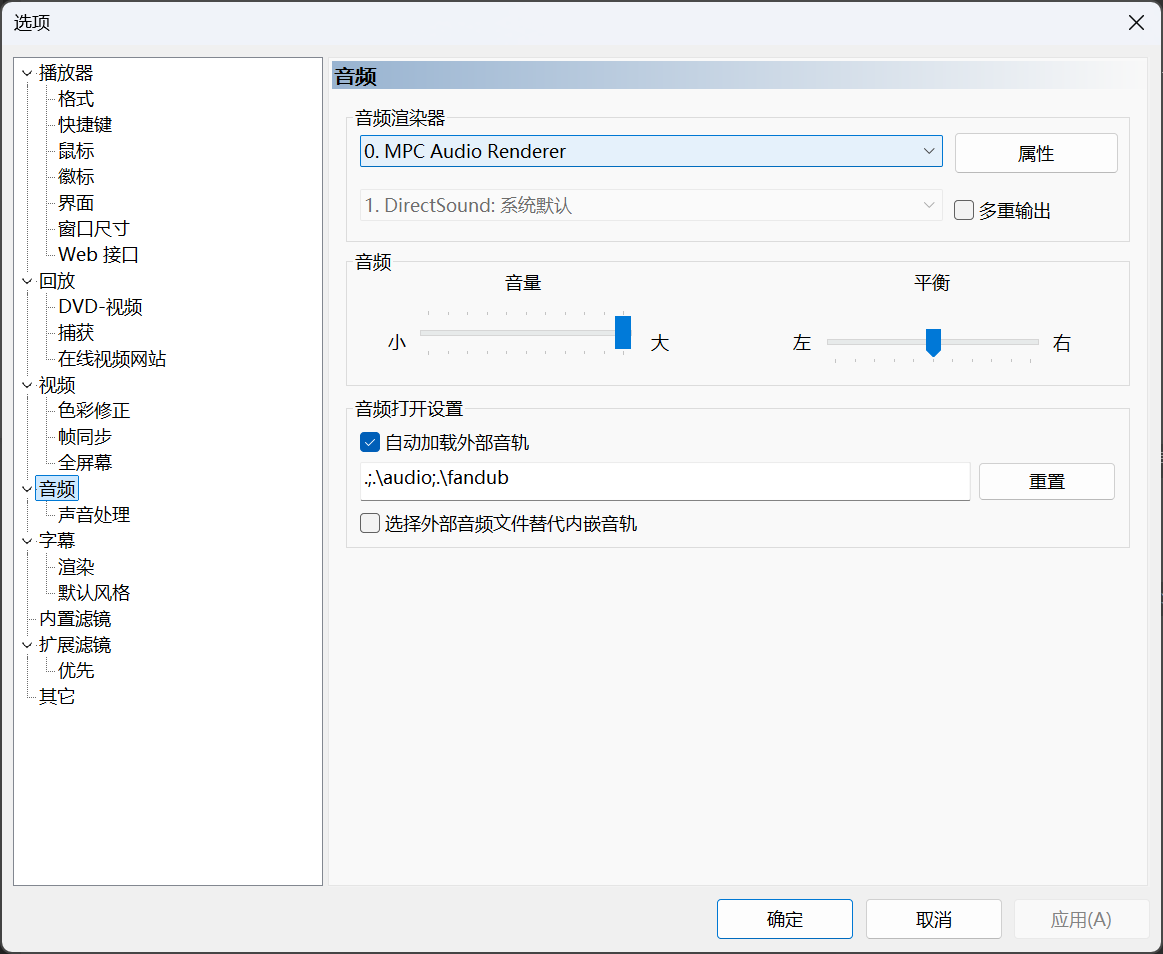 选项
播放器
格式
快捷键
鼠标
徽标
界面
窗口尺寸
Web 接口
回放
DVD-视频
捕获
在线视频网站
视频
色彩修正
帧同步
全屏幕
音频
声音处理
字幕
渲染
默认风格
内置滤镜
扩展滤镜
优先
其它
音频
音频渲染器
0. MPC Audio Renderer
属性
1. DirectSound: 系统默认
多重输出
音频
音量
平衡
小
大
左
右
音频打开设置
自动加载外部音轨
.;.\audio;.\fandub
重置
选择外部音频文件替代内嵌音轨
确定
取消
应用(A)